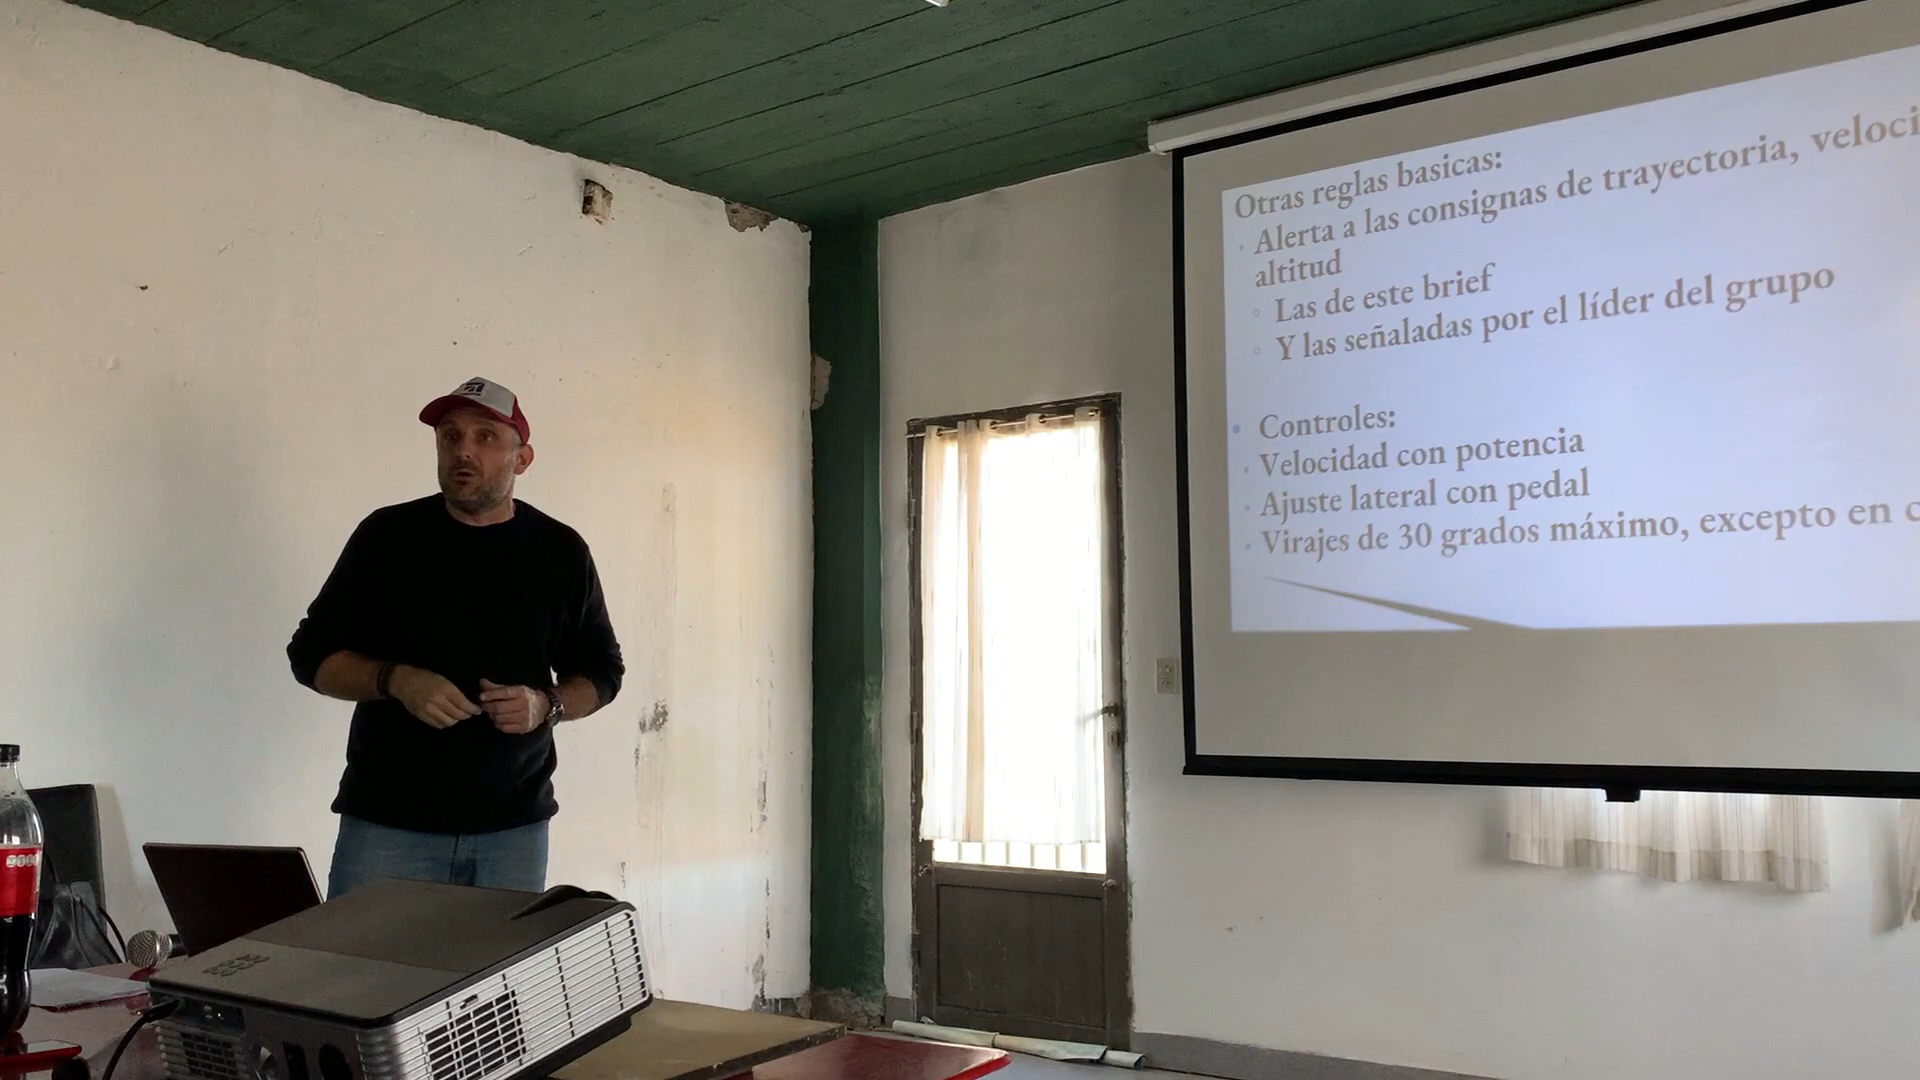 Otras reglas basicas:
Alerta a las consignas de trayectoria,
altitud
Las de este brief
Y las señaladas por el líder del grupo
Controles:
Velocidad con potencia
Ajuste lateral con pedal
Virajes de 30 grados máximo, excepto en